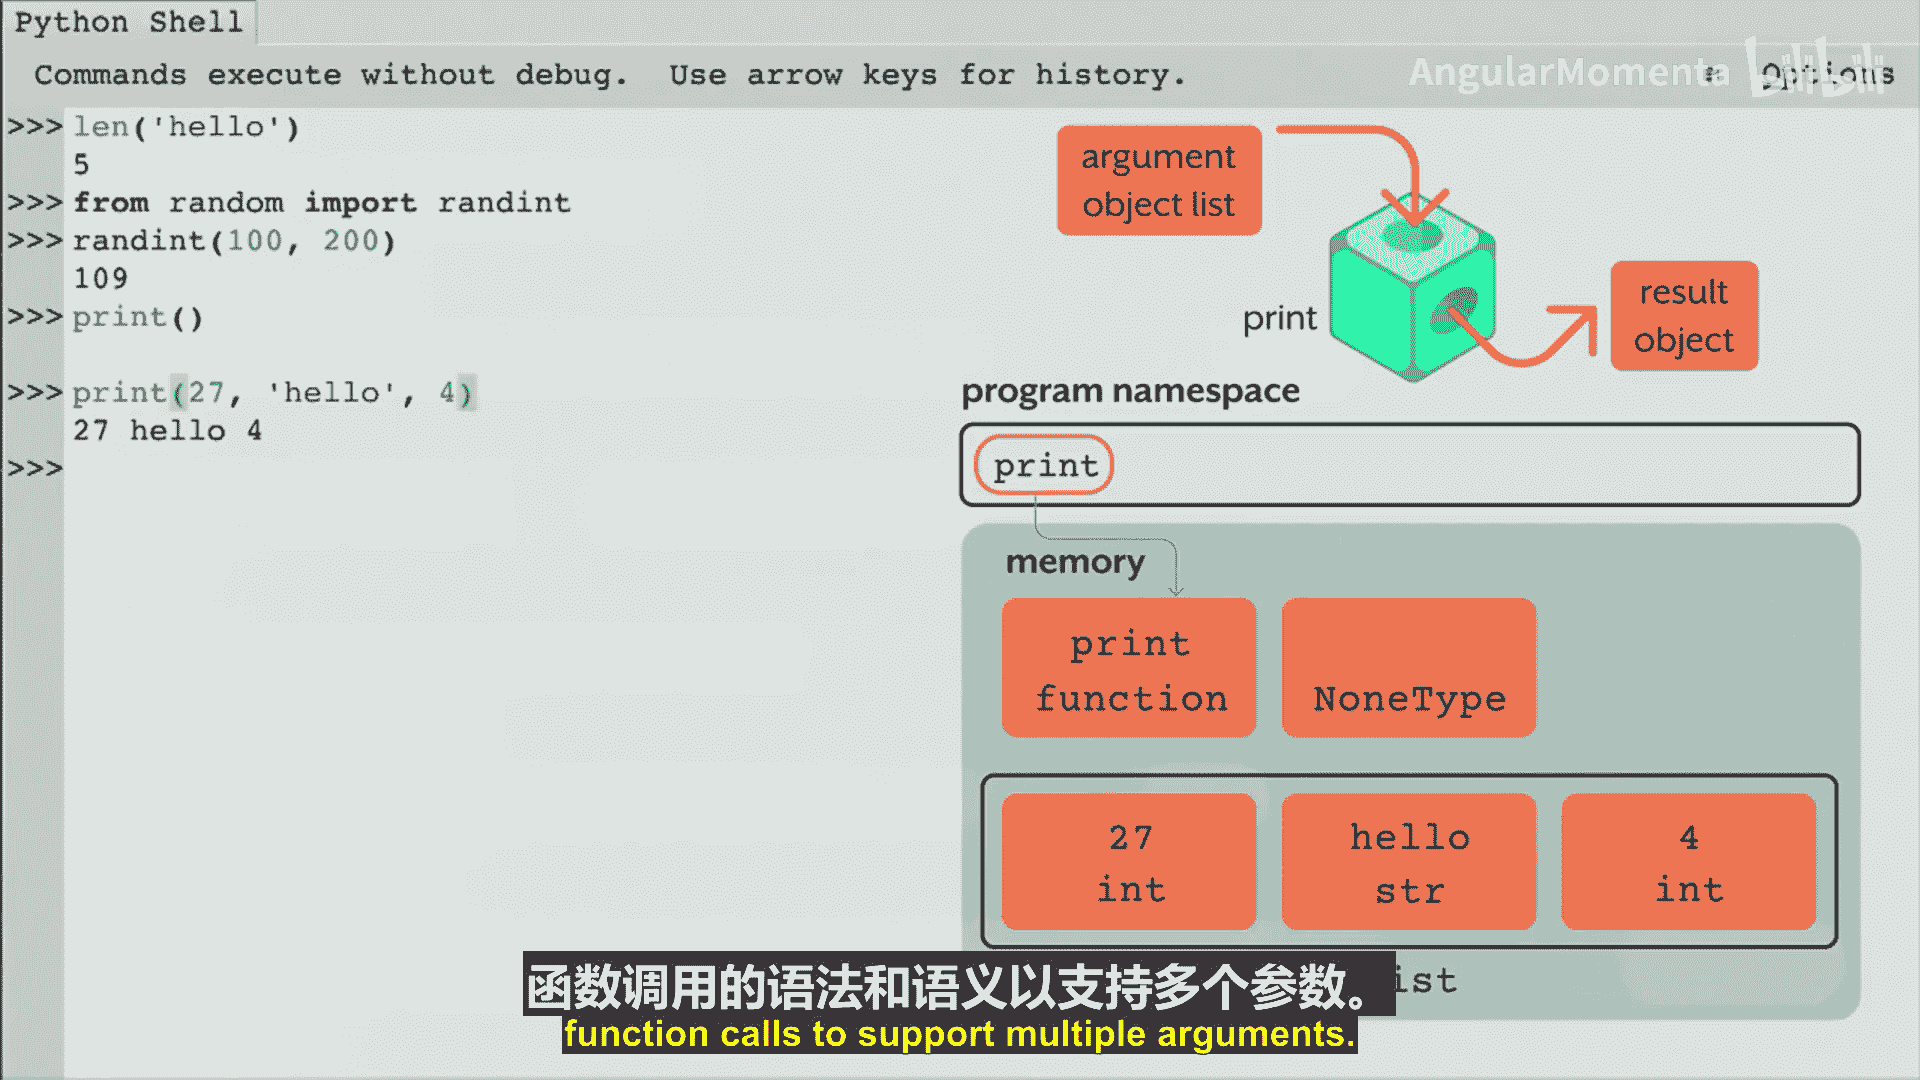 Python Shell
Commands execute without debug.  Use arrow keys for history.
AngularMomenta
bilibili
Options
>>> len('hello')
5
>>> from random import randint
>>> randint(100, 200)
109
>>> print()
>>> print(27, 'hello', 4)
27 hello 4
>>>
argument
object list
print
result
object
program namespace
print
memory
print
function
NoneType
27
int
hello
str
4
int
函数调用的语法和语义以支持多个参数。
function calls to support multiple arguments.